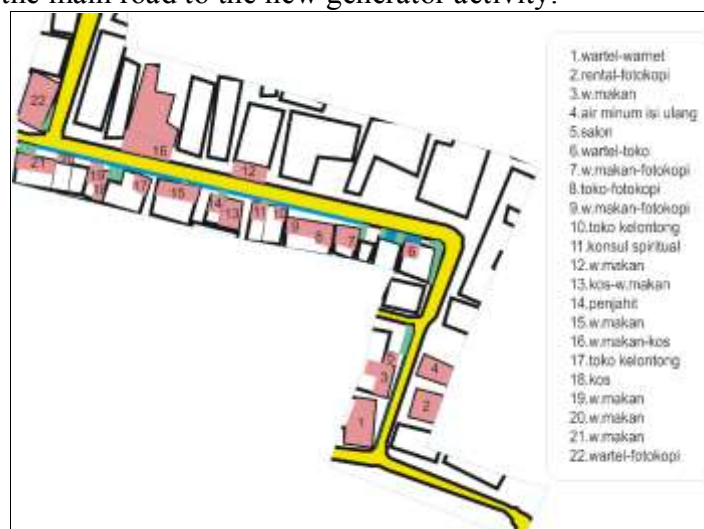 the main road to the new generator activity.
1.wartel-warnet
2.rental-fotokopi
3.w.makan
4.air minum isi ulang
5.salon
6.wartel-toko
7.w.makan-fotokopi
8.toko-fotokopi
9.w.makan-fotokopi
10.toko kelontong
11.konsul spiritual
12.w.makan
13.kos-w.makan
14.penjahit
15.w.makan
16.w.makan-kos
17.toko kelontong
18.kos
19.w.makan
20.w.makan
21.w.makan
22.wartel-fotokopi
22
16
21
19
18
17
15
12
14
13
11
10
9
8
7
6
3
4
2
1